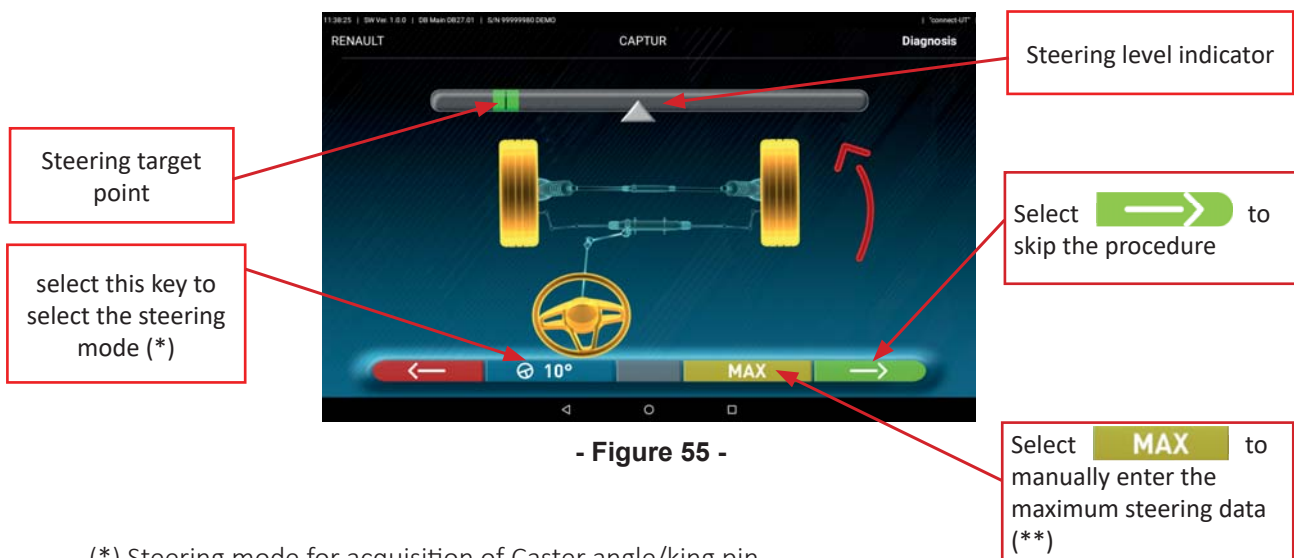 11:38:25 | SW Ver. 1.0.0 | DB Main DB27.01 | S/N 99999980 DEMO | "connect-UT"
RENAULT CAPTUR Diagnosis
Steering level indicator
Steering target
point
Select to
skip the procedure
select this key to
select the steering
mode (*)
10° MAX
- Figure 55 -
Select MAX to
manually enter the
maximum steering data
(**)
(*) Steering mode for acquisition of Caster angle/king pin